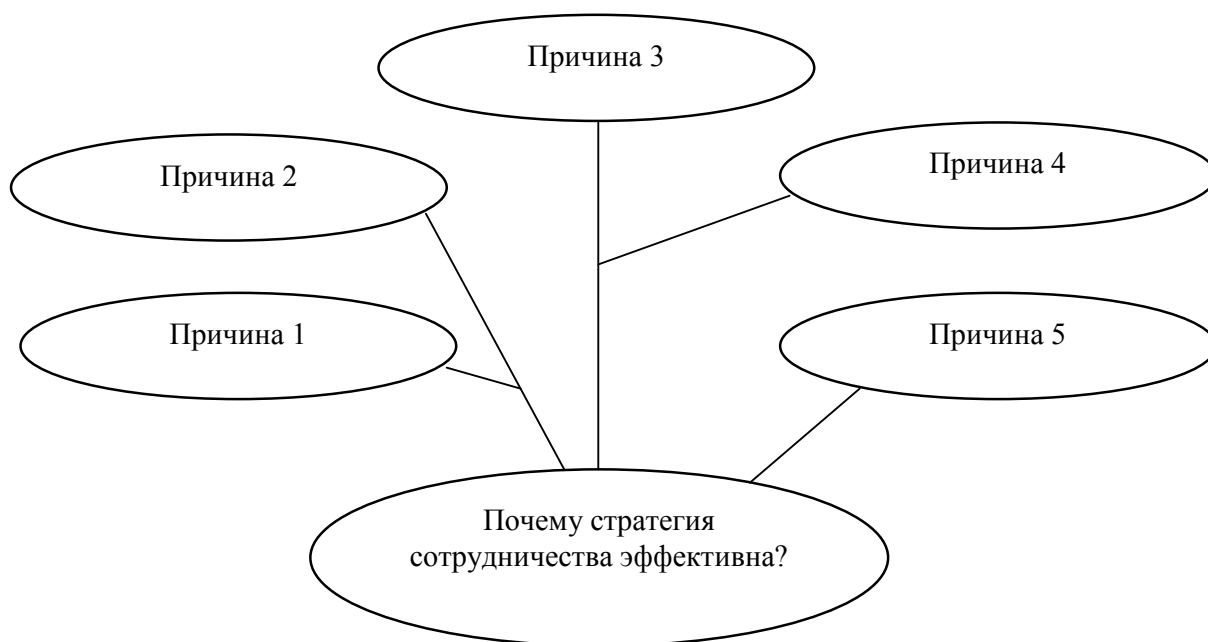 Причина 3
Причина 2
Причина 4
Причина 1
Причина 5
Почему стратегия
сотрудничества эффективна?